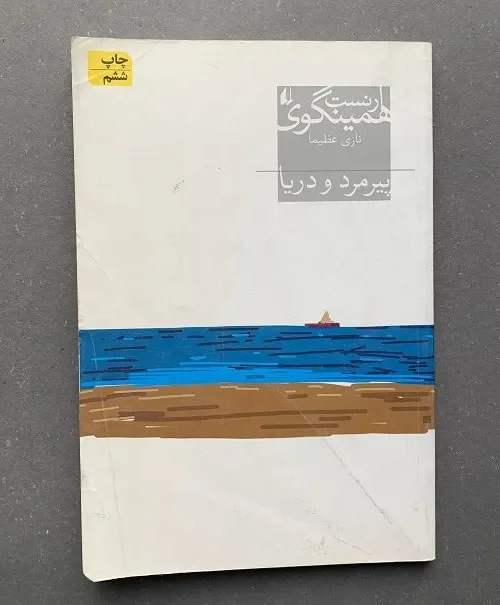 چاپ
ششم
ارنست
همینگوی
نازی عظیما
پیرمرد و دریا